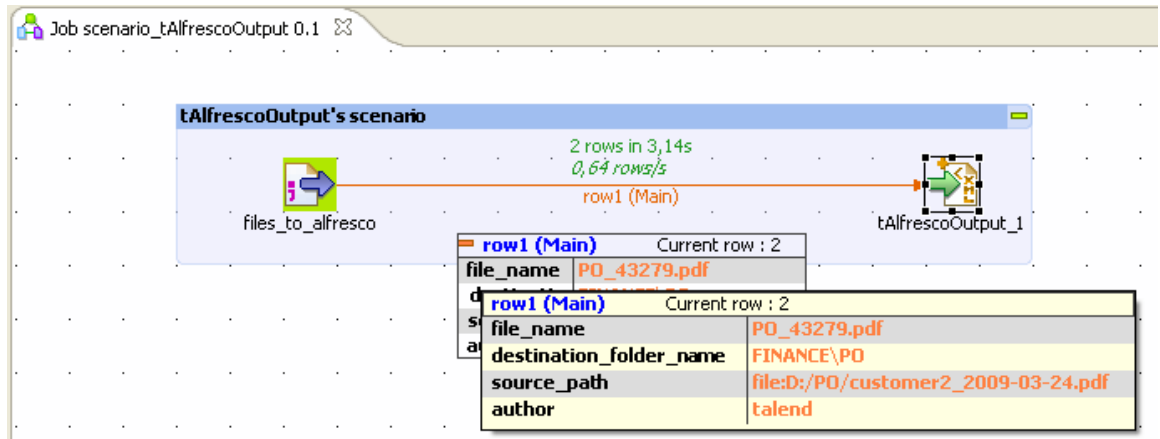 Job scenario_tAlfrescoOutput 0.1
tAlfrescoOutput's scenario
2 rows in 3,14s
0,64 rows/s
row1 (Main)
files_to_alfresco
tAlfrescoOutput_1
row1 (Main) Current row : 2
file_name PO_43279.pdf
row1 (Main) Current row : 2
file_name PO_43279.pdf
destination_folder_name FINANCE\PO
source_path file:D:/PO/customer2_2009-03-24.pdf
author talend